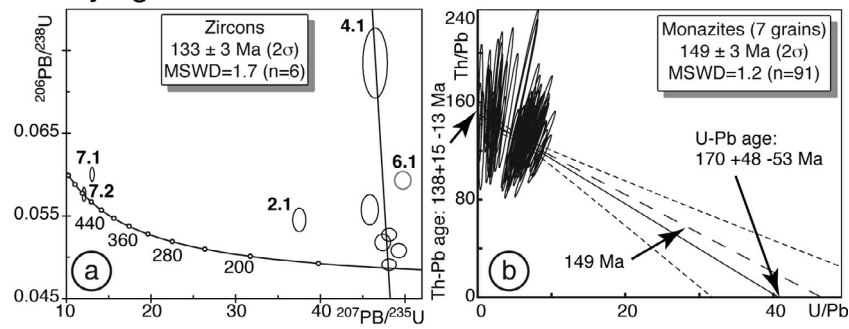 Zircons
133 ± 3 Ma (2σ)
MSWD=1.7 (n=6)
4.1
206PB/238U
0.065
0.055
0.045
7.1
7.2
6.1
2.1
440
360
280
200
a
10
20
30
40
207PB/235U
Monazites (7 grains)
149 ± 3 Ma (2σ)
MSWD=1.2 (n=91)
240
Th/Pb
160
80
0
Th-Pb age: 138+15 -13 Ma
U-Pb age:
170 +48 -53 Ma
149 Ma
b
0
20
40
U/Pb